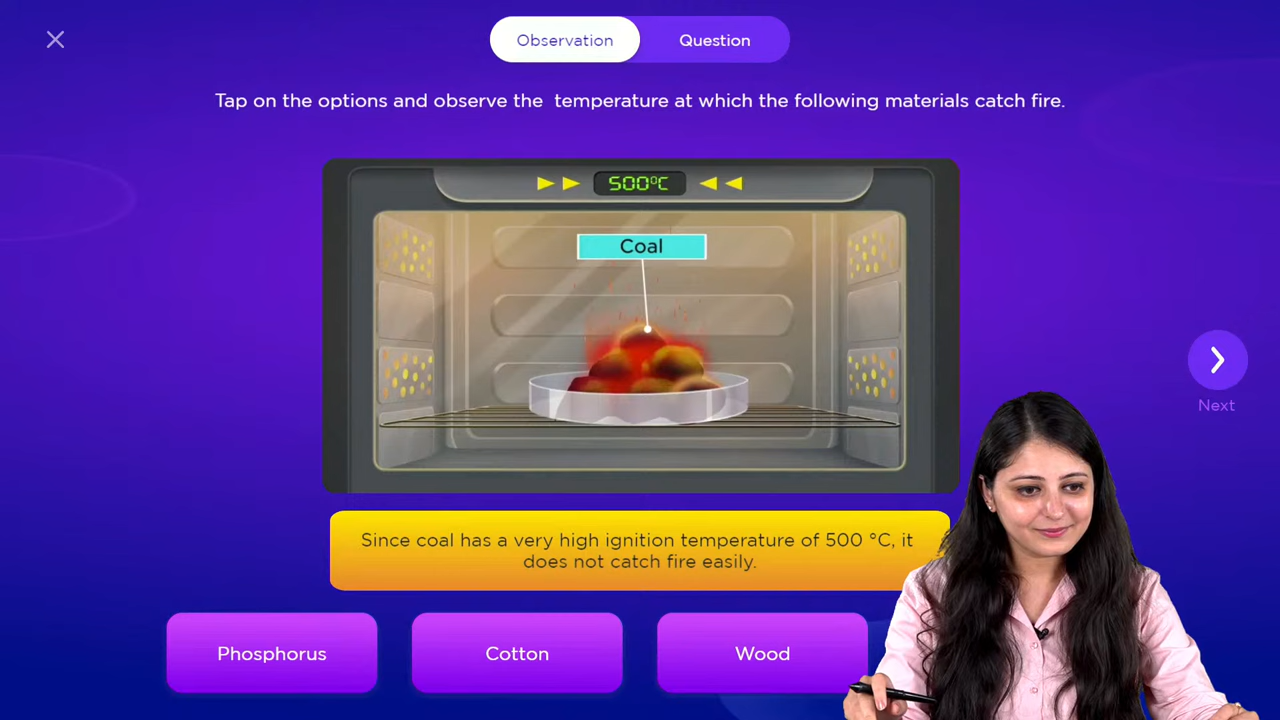 Observation
Question
Tap on the options and observe the temperature at which the following materials catch fire.
500°C
Coal
Next
Since coal has a very high ignition temperature of 500 °C, it
does not catch fire easily.
Phosphorus
Cotton
Wood